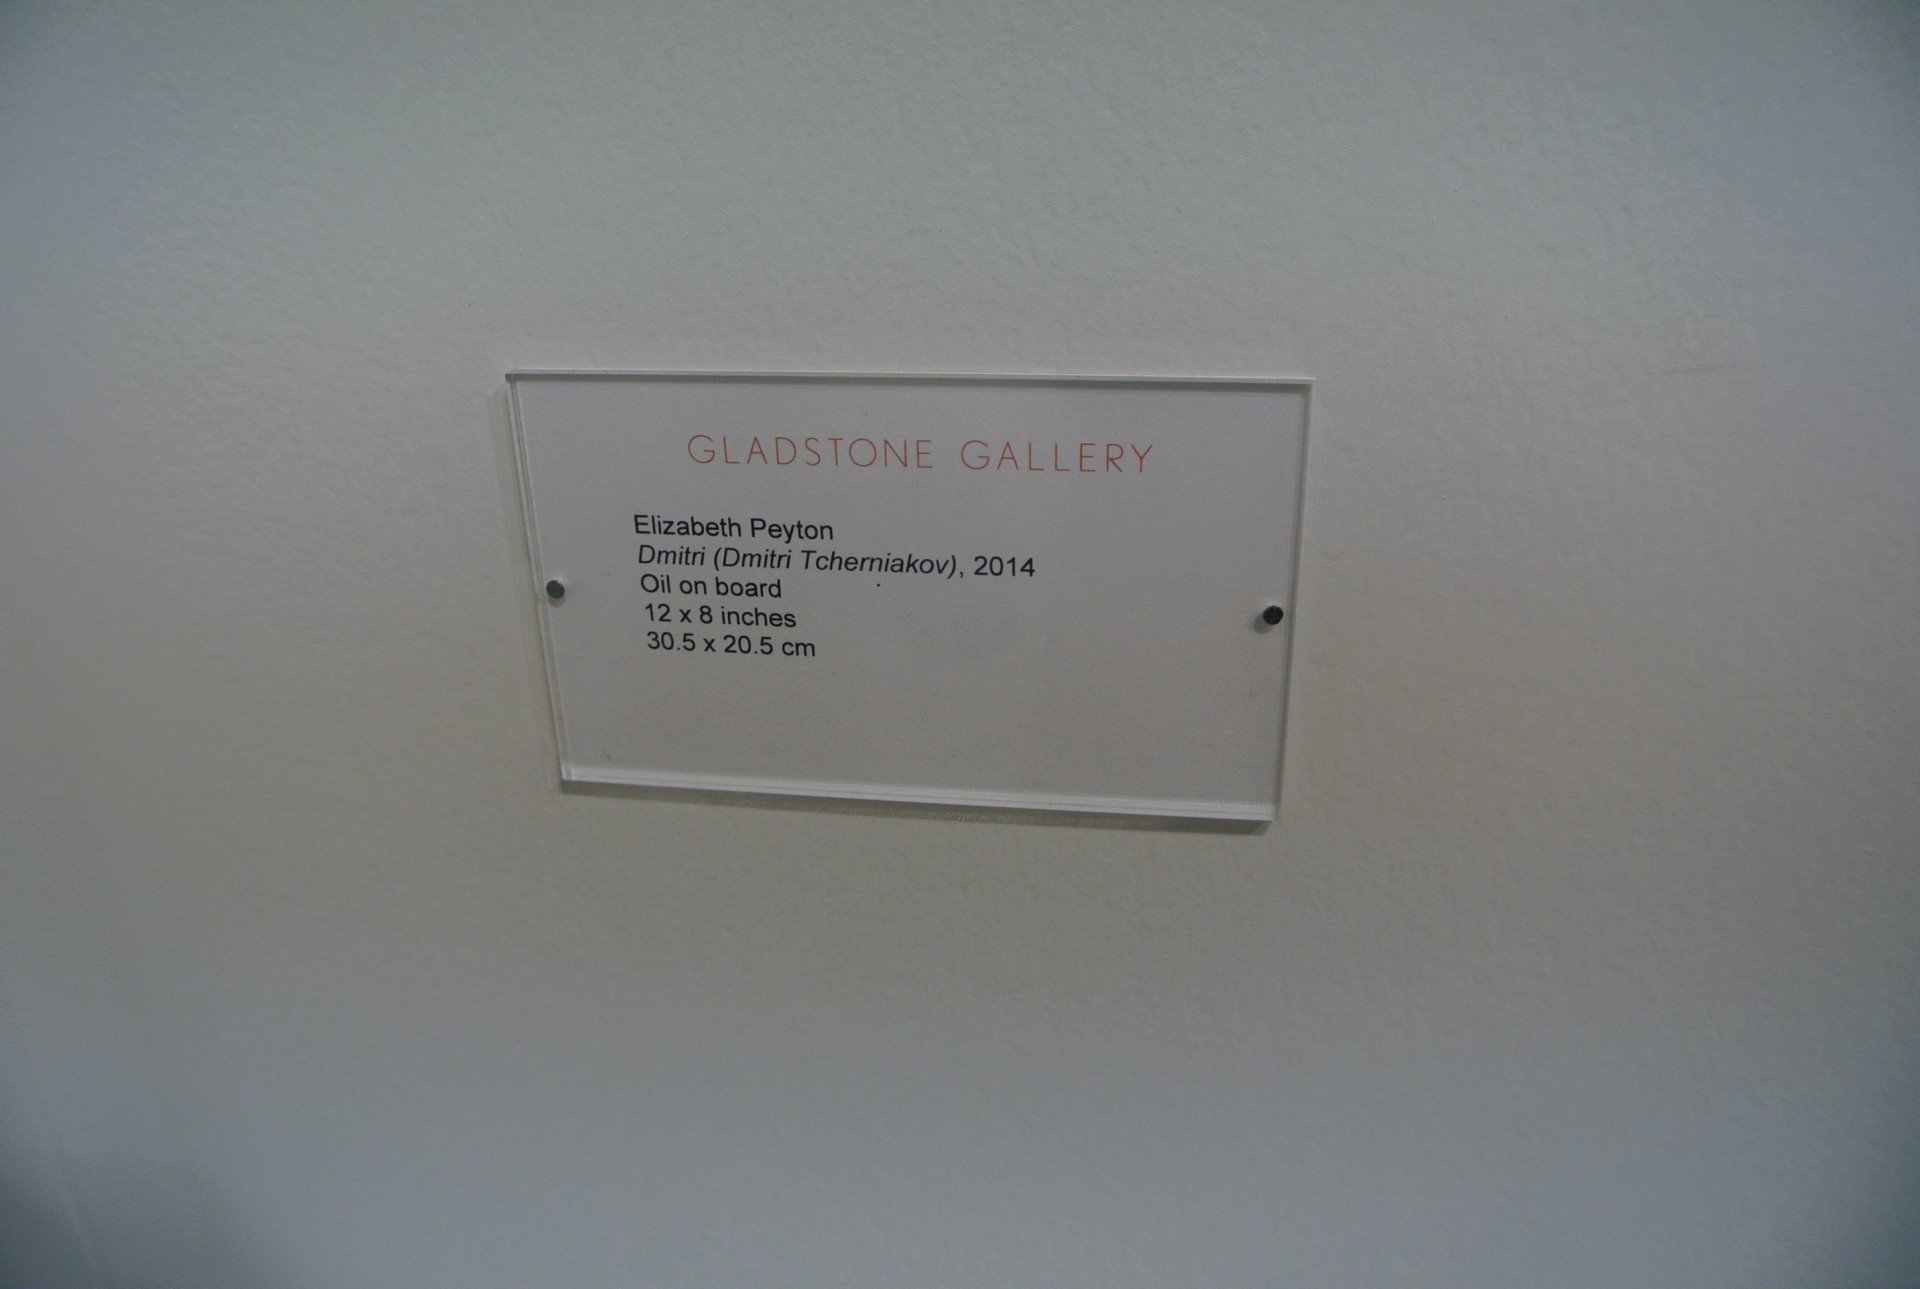 GLADSTONE GALLERY
Elizabeth Peyton
Dmitri (Dmitri Tcherniakov), 2014
Oil on board
12 x 8 inches
30.5 x 20.5 cm